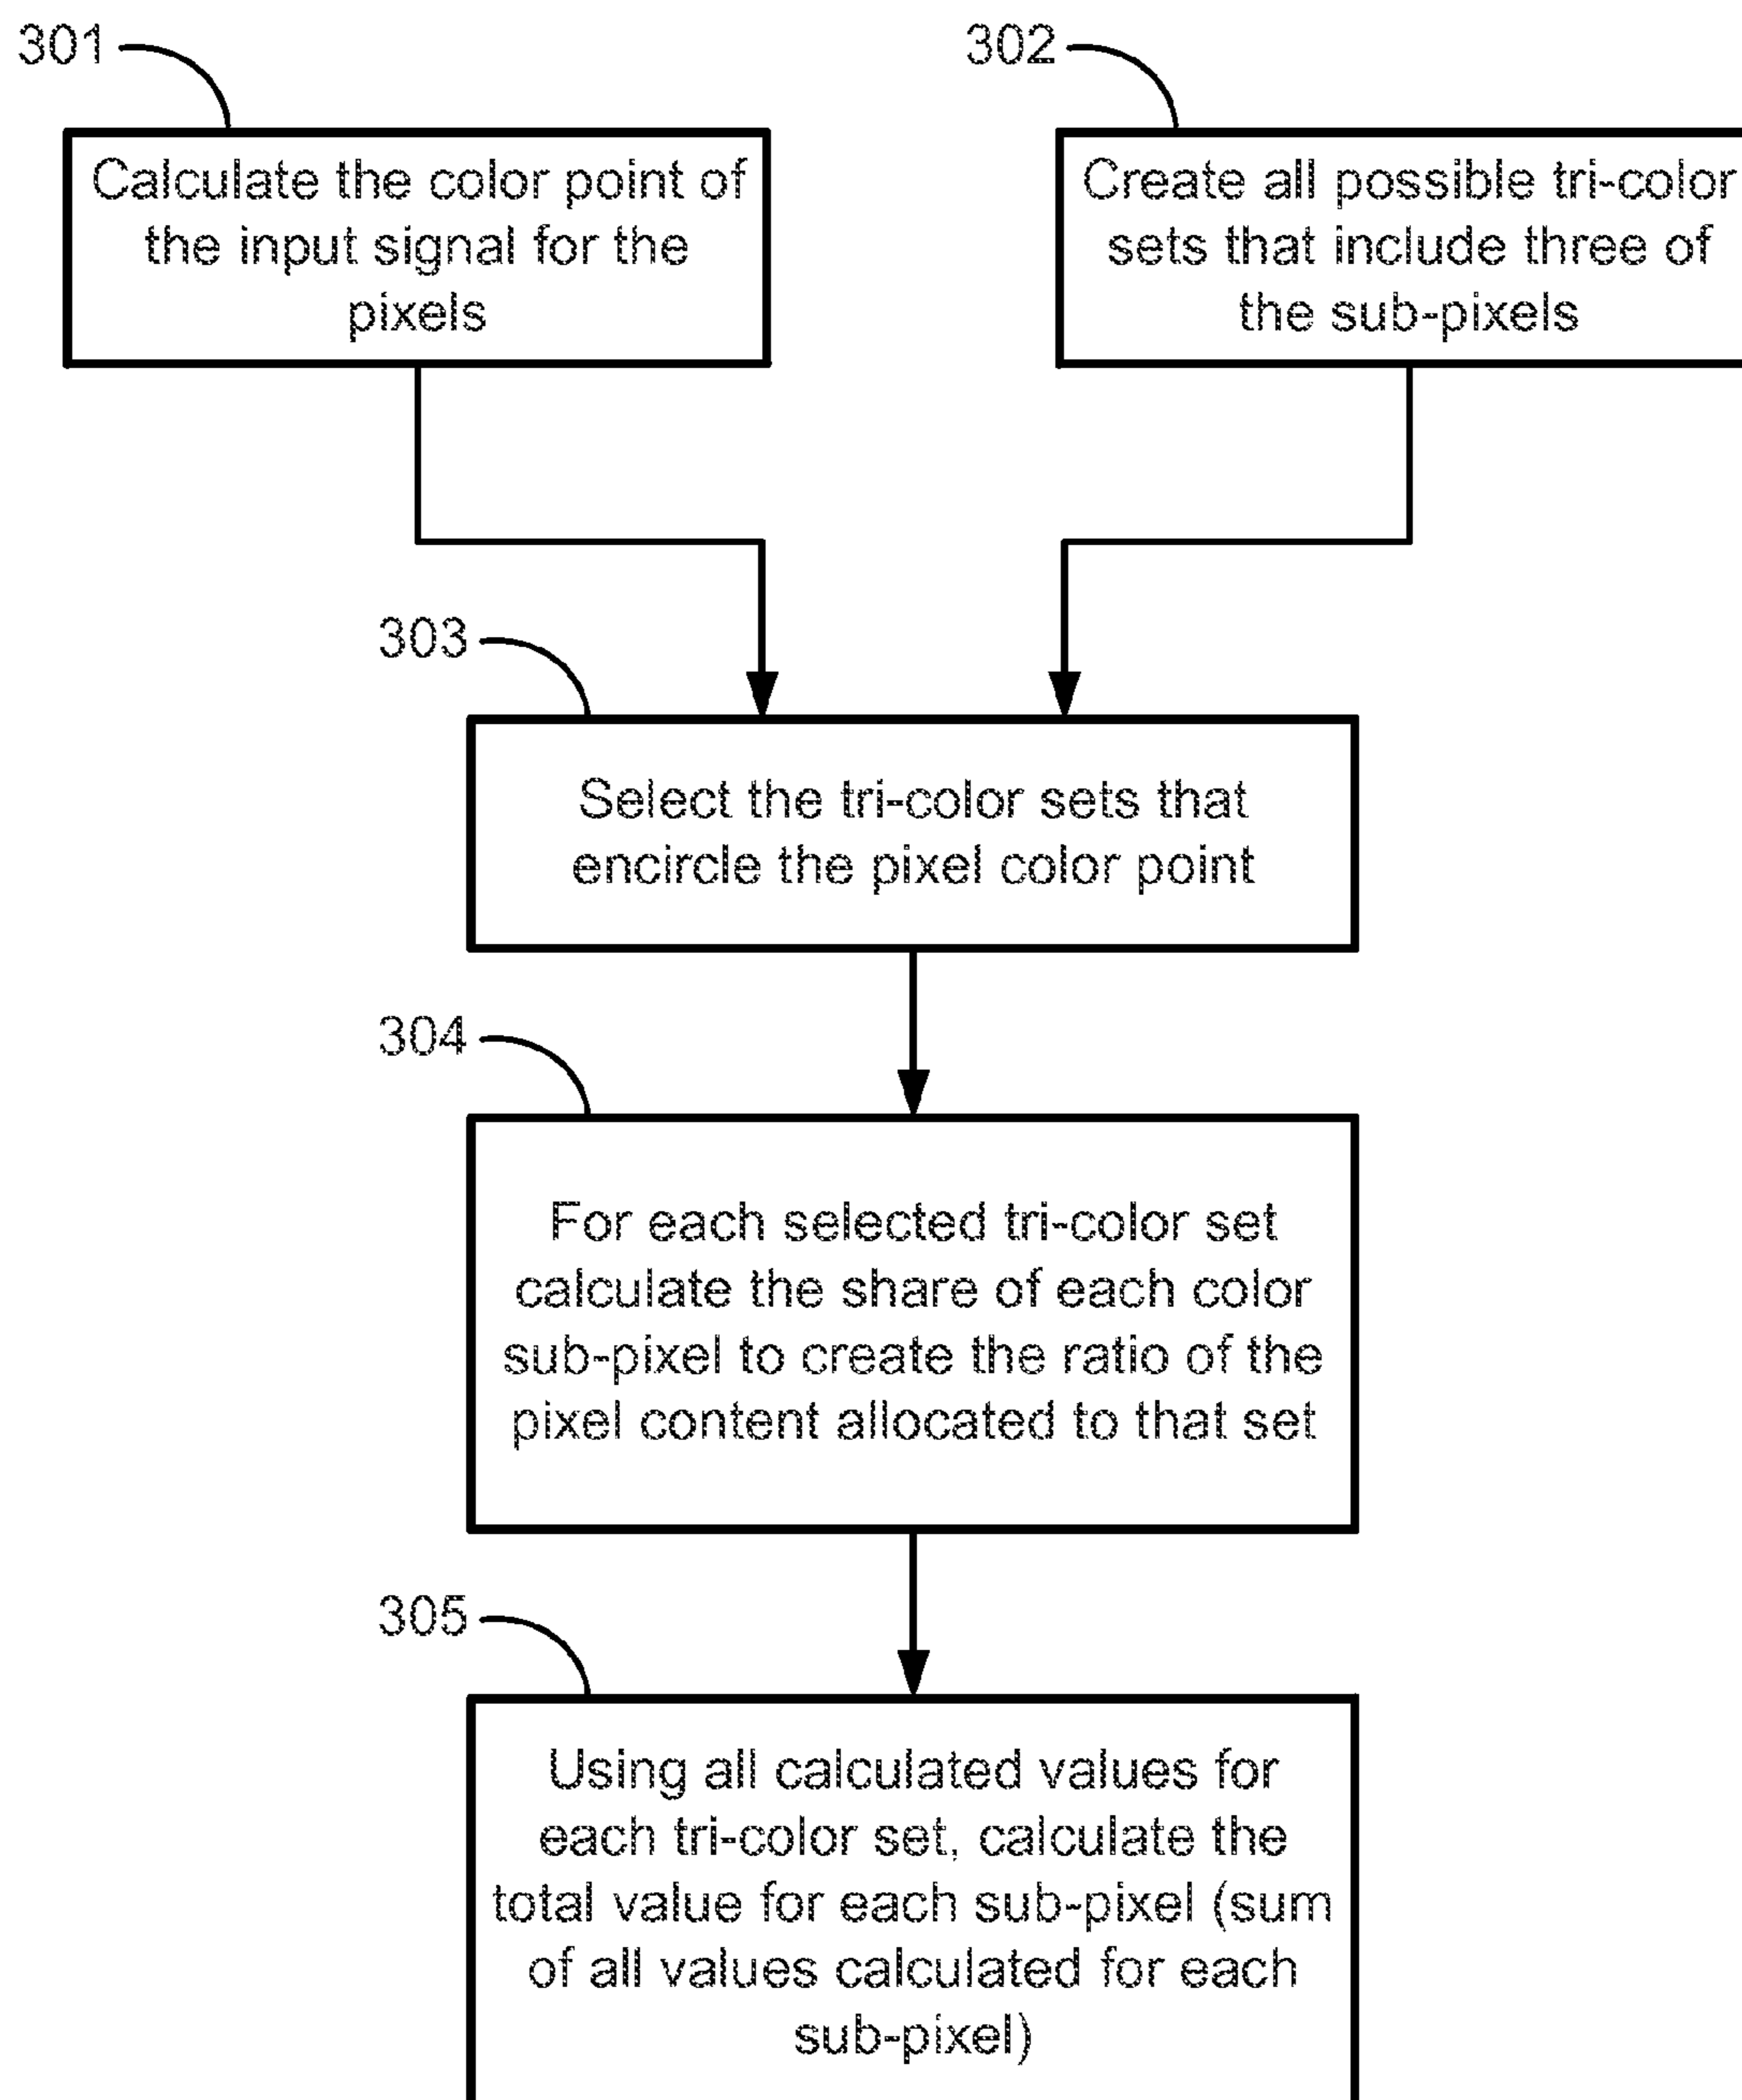 301
Calculate the color point of
the input signal for the
pixels
302
Create all possible tri-color
sets that include three of
the sub-pixels
303
Select the tri-color sets that
encircle the pixel color point
304
For each selected tri-color set
calculate the share of each color
sub-pixel to create the ratio of the
pixel content allocated to that set
305
Using all calculated values for
each tri-color set, calculate the
total value for each sub-pixel (sum
of all values calculated for each
sub-pixel)